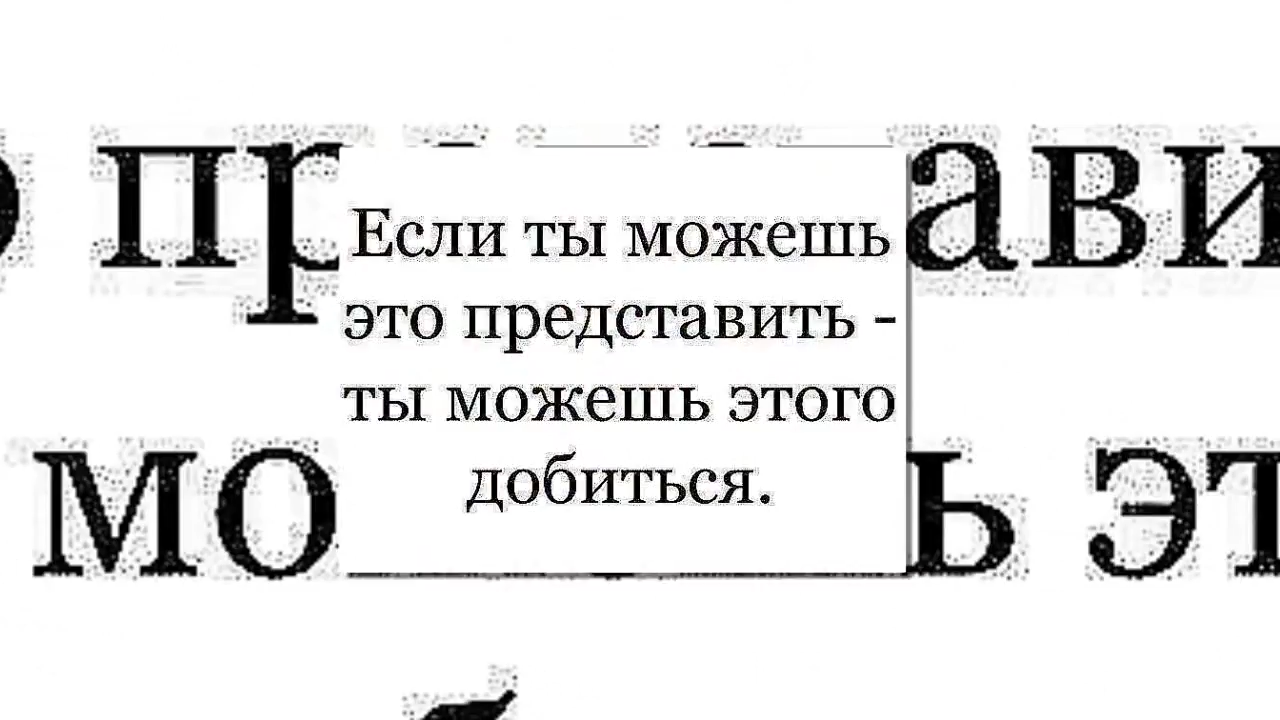 Если ты можешь
это представить -
ты можешь этого
добиться.